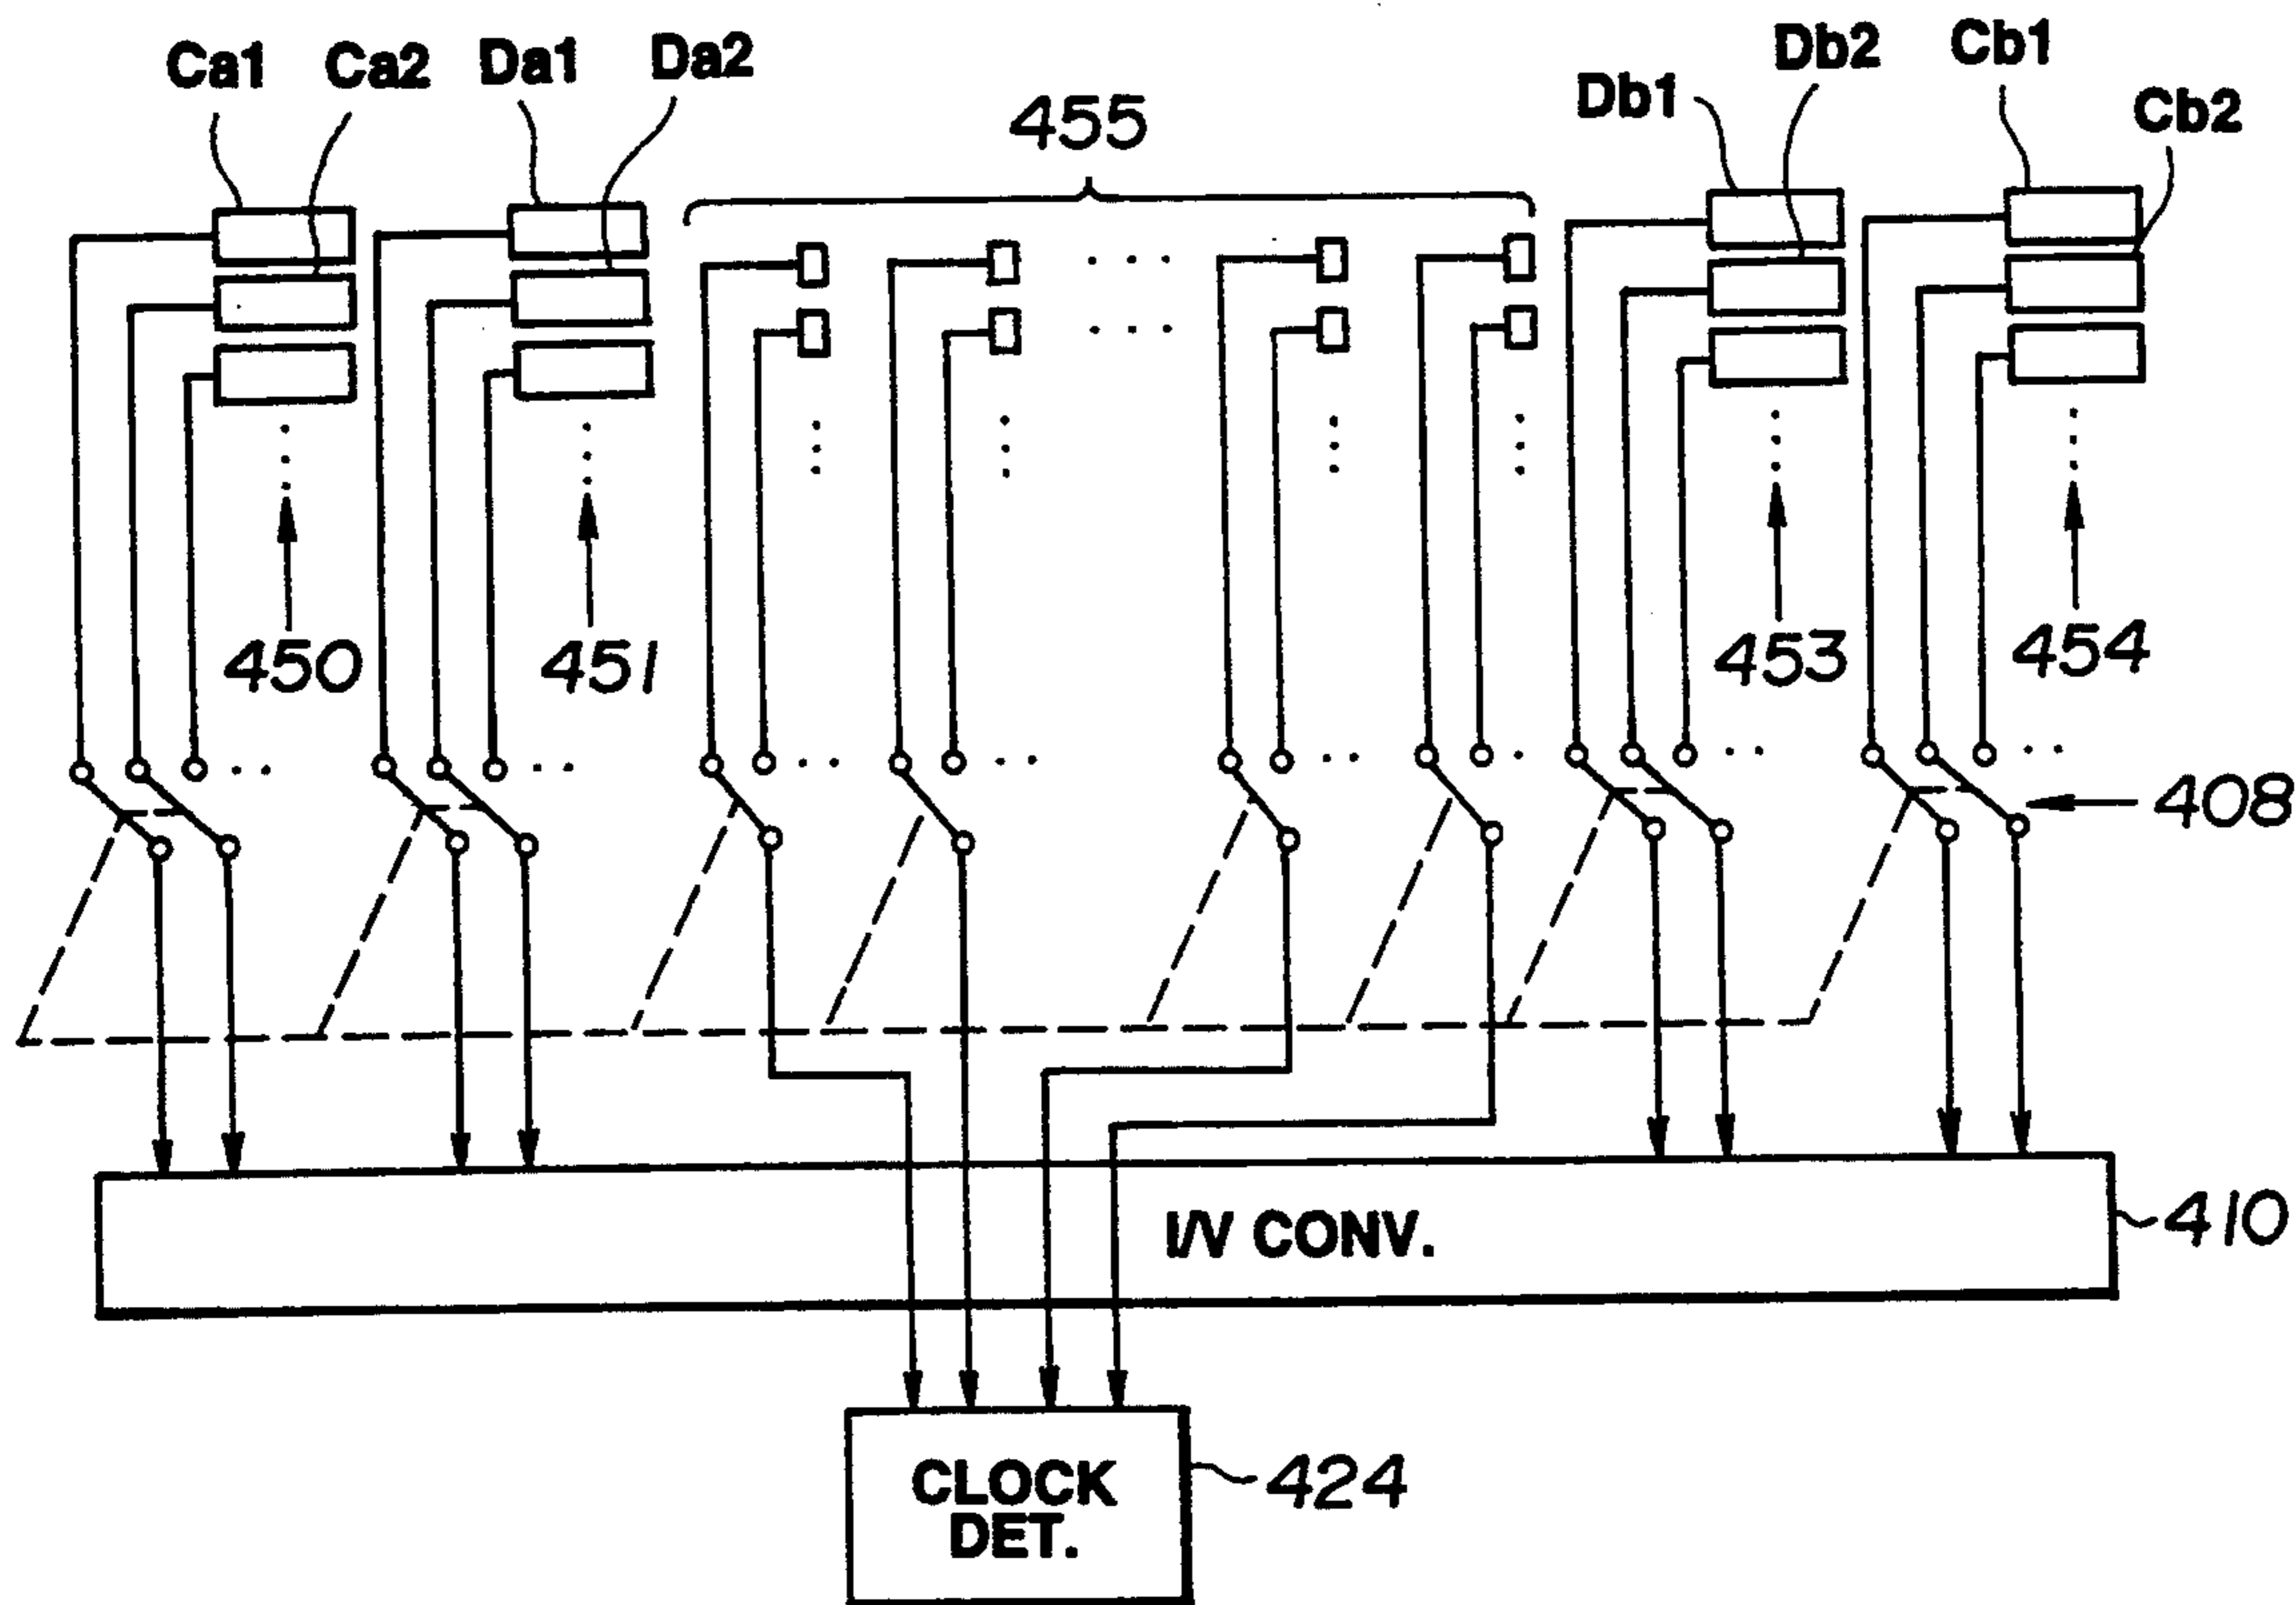 Ca1
Ca2
Da1
Da2
455
Db1
Db2
Cb1
Cb2
450
451
453
454
408
I/V CONV.
410
CLOCK
DET.
424